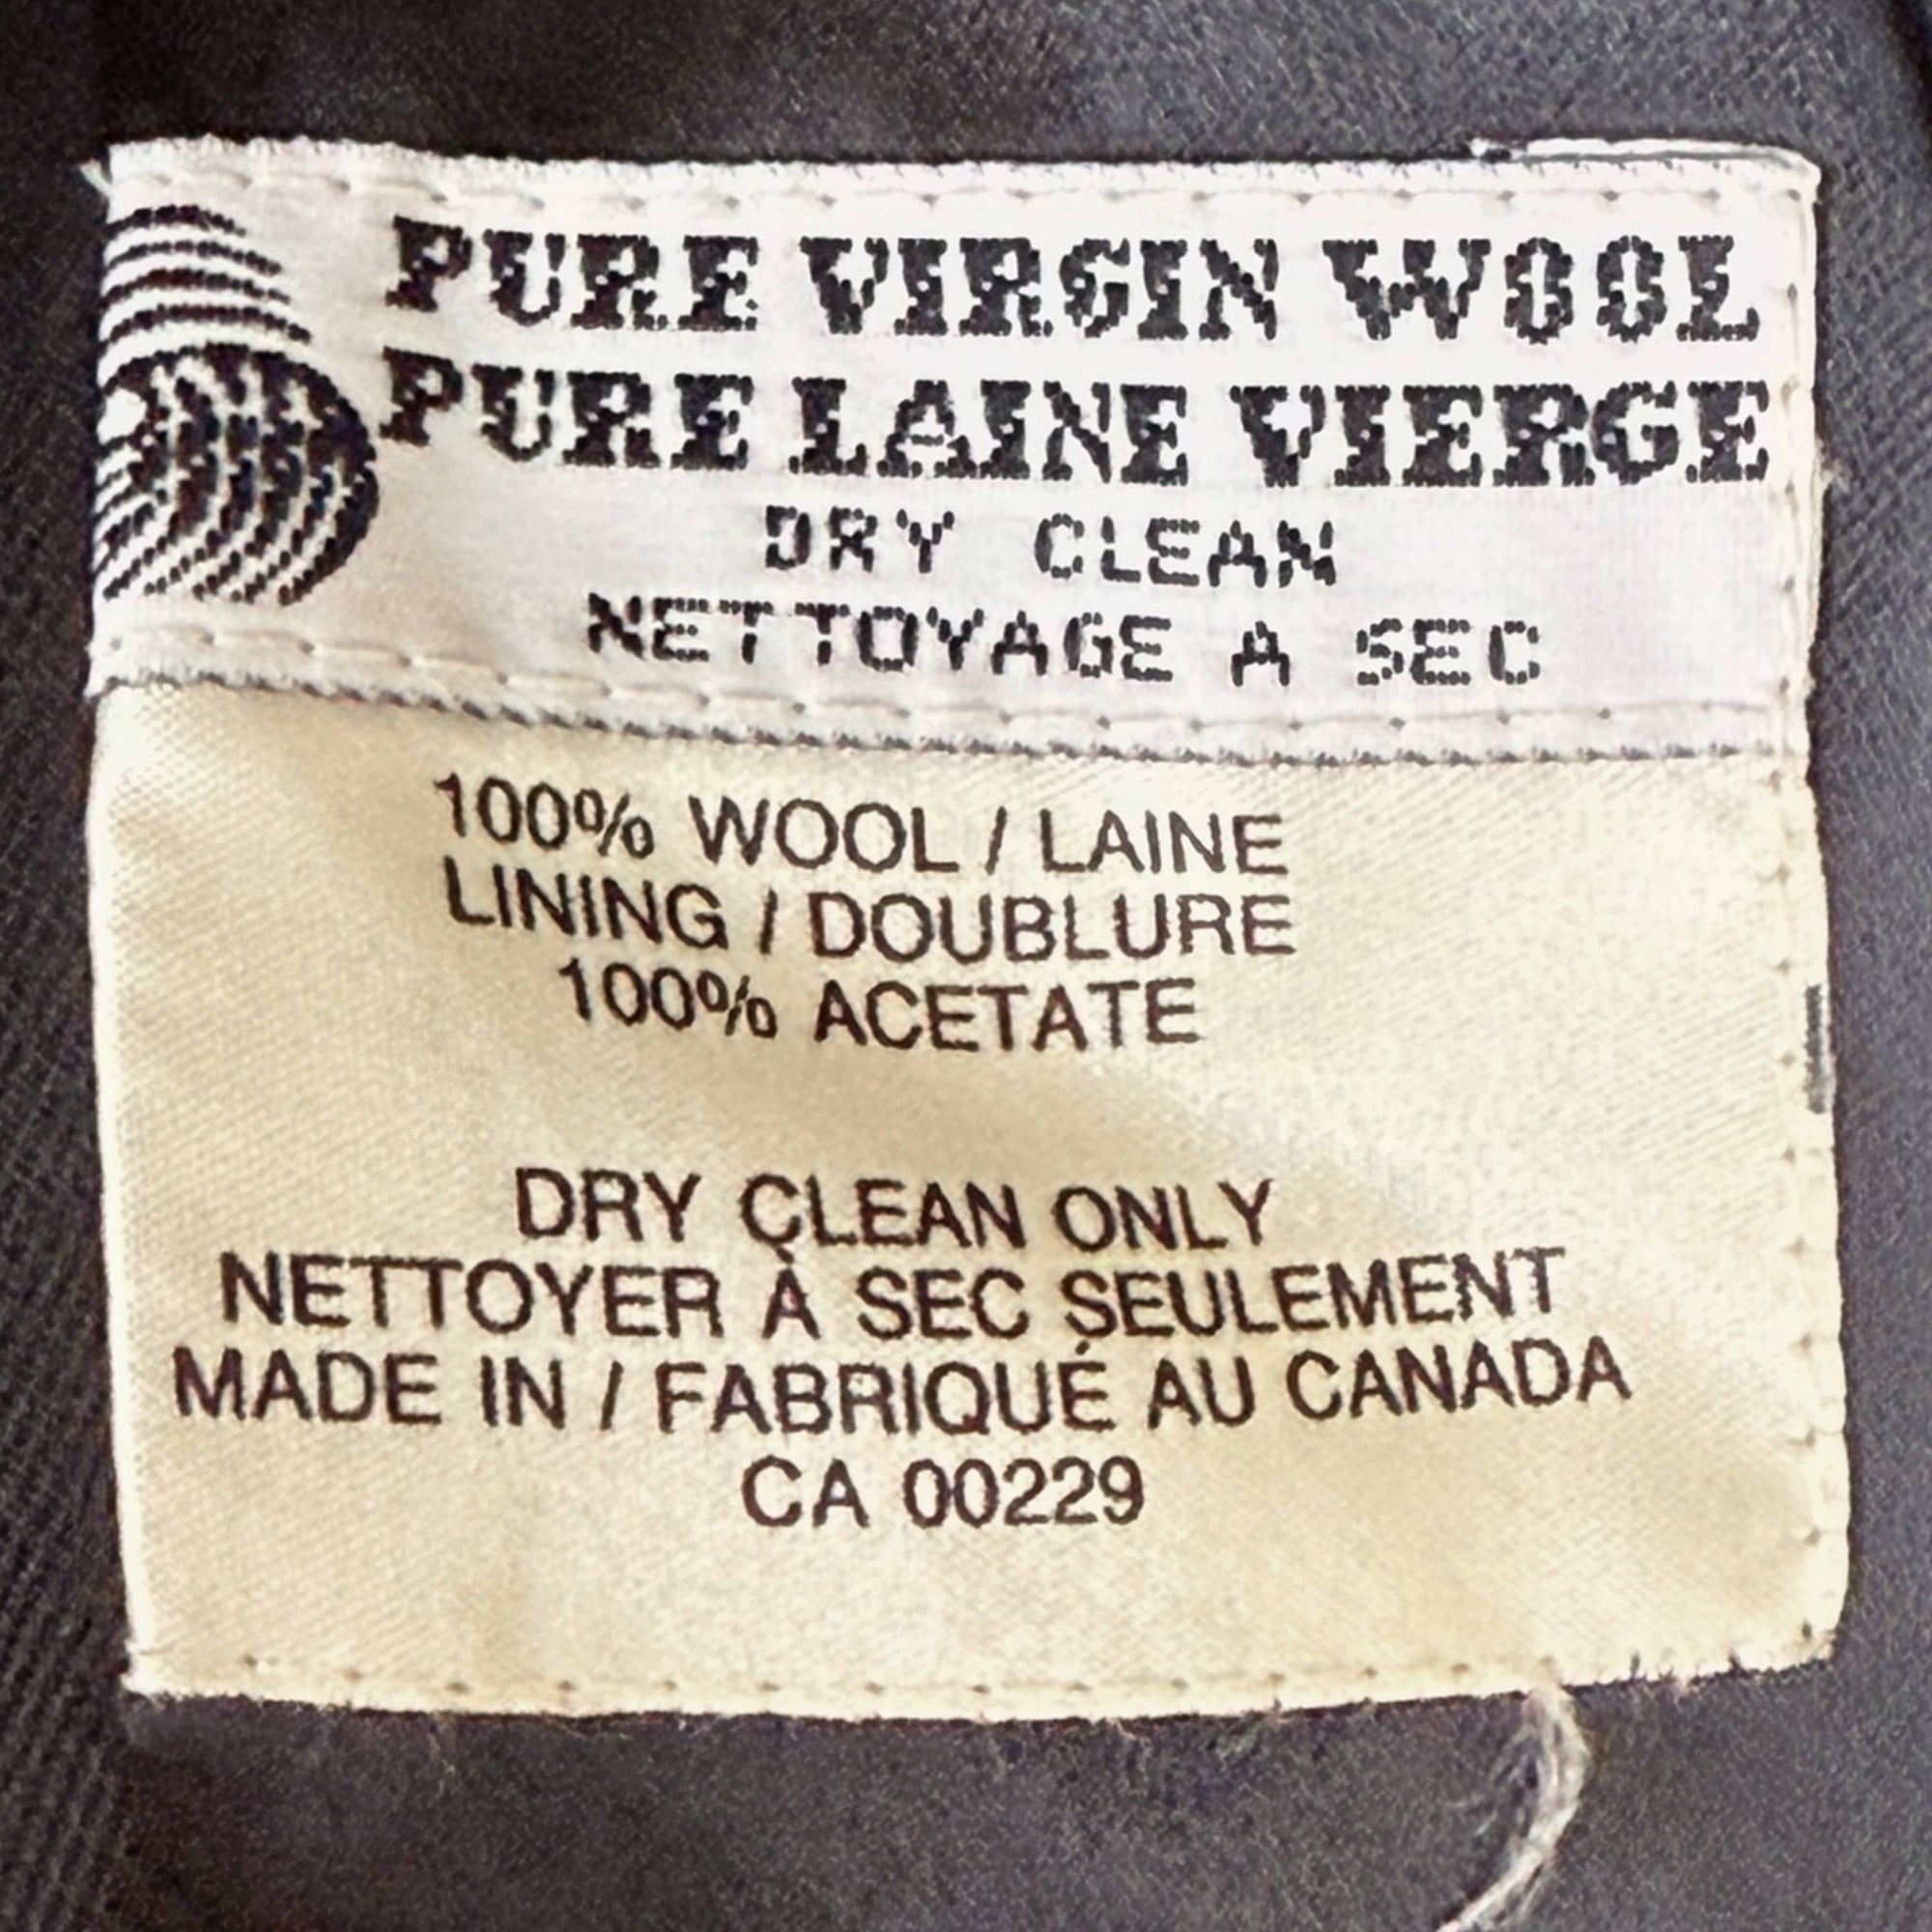 PURE VIRGIN WOOL
PURE LAINE VIERGE
DRY CLEAN
NETTOYAGE A SEC
100% WOOL / LAINE
LINING / DOUBLURE
100% ACETATE
DRY CLEAN ONLY
NETTOYER À SEC SEULEMENT
MADE IN / FABRIQUÉ AU CANADA
CA 00229